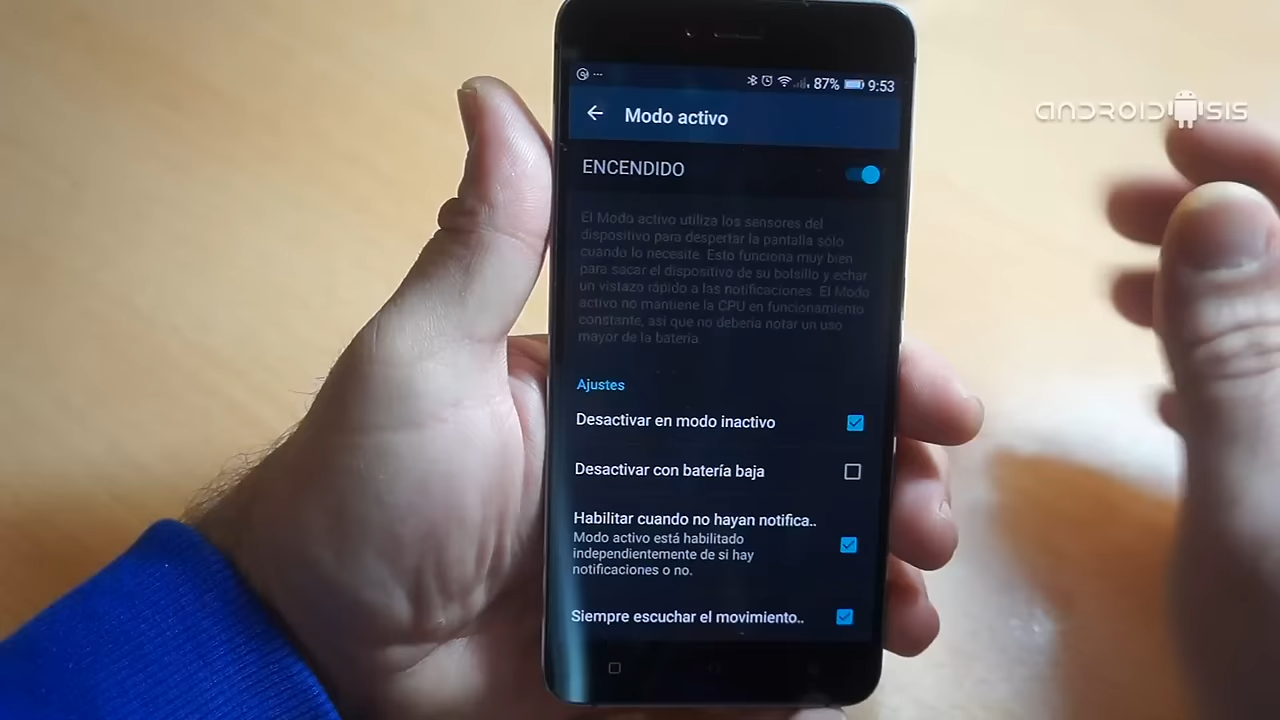 ANDROIDSIS
87% 9:53
Modo activo
ENCENDIDO
El Modo activo utiliza los sensores del
dispositivo para despertar la pantalla sólo
cuando lo necesite. Esto funciona muy bien
para sacar el dispositivo de su bolsillo y echar
un vistazo rápido a las notificaciones. El Modo
activo no mantiene la CPU en funcionamiento
constante, así que no debería notar un uso
mayor de la batería.
Ajustes
Desactivar en modo inactivo
Desactivar con batería baja
Habilitar cuando no hayan notifica..
Modo activo está habilitado
independientemente de si hay
notificaciones o no.
Siempre escuchar el movimiento..